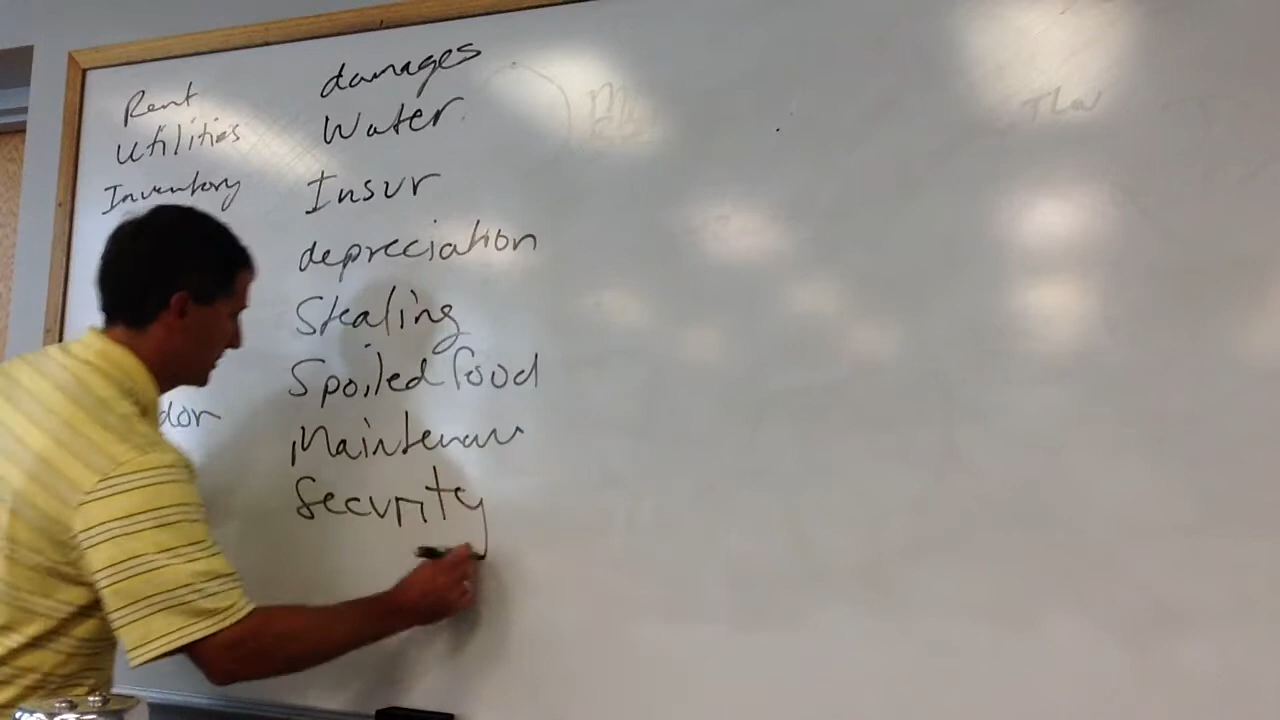 Rent
Utilities
Inventory
damages
Water
Insur
depreciation
Stealing
Spoiled food
Maintenan
Security